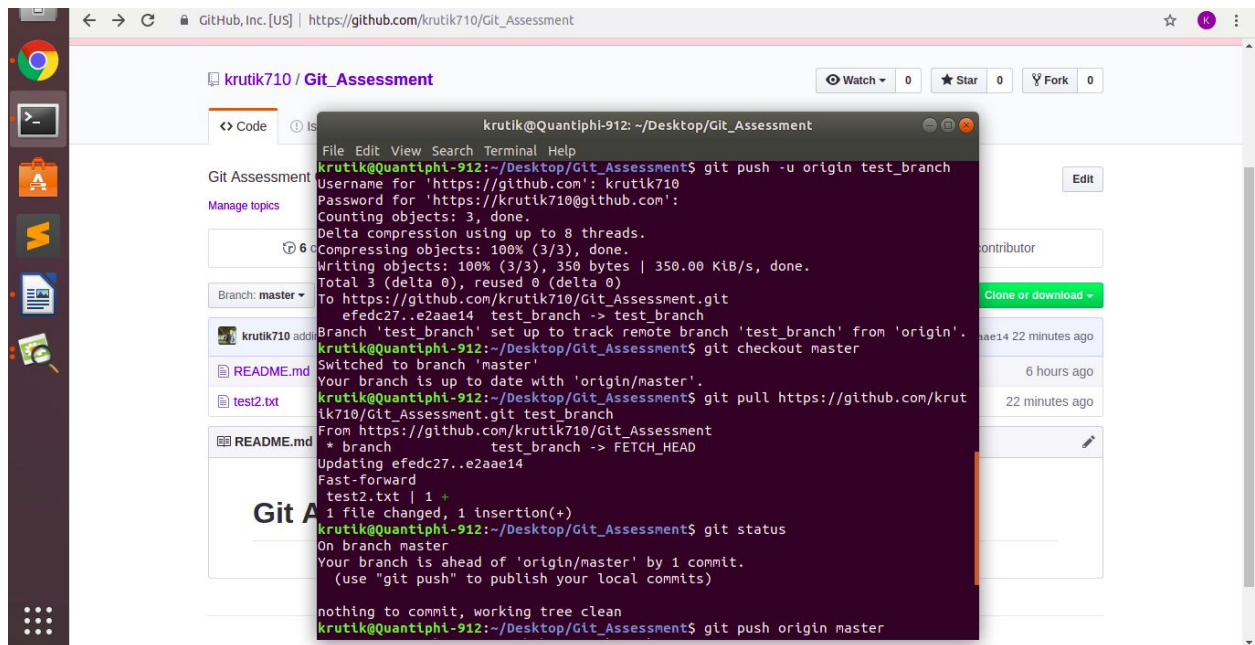 GitHub, Inc. [US] | https://github.com/krutik710/Git_Assessment
K
krutik710 / Git_Assessment
Watch 0 Star 0 Fork 0
Code
Git Assessment
Edit
Manage topics
6
contributor
Branch: master
Clone or download
krutik710
22 minutes ago
README.md 6 hours ago
test2.txt 22 minutes ago
README.md
Git A
krutik@Quantiphi-912: ~/Desktop/Git_Assessment
File Edit View Search Terminal Help
krutik@Quantiphi-912:~/Desktop/Git_Assessment$ git push -u origin test_branch
Username for 'https://github.com': krutik710
Password for 'https://krutik710@github.com':
Counting objects: 3, done.
Delta compression using up to 8 threads.
Compressing objects: 100% (3/3), done.
Writing objects: 100% (3/3), 350 bytes | 350.00 KiB/s, done.
Total 3 (delta 0), reused 0 (delta 0)
To https://github.com/krutik710/Git_Assessment.git
efedc27..e2aae14 test_branch -> test_branch
Branch 'test_branch' set up to track remote branch 'test_branch' from 'origin'.
krutik@Quantiphi-912:~/Desktop/Git_Assessment$ git checkout master
Switched to branch 'master'
Your branch is up to date with 'origin/master'.
krutik@Quantiphi-912:~/Desktop/Git_Assessment$ git pull https://github.com/krut
ik710/Git_Assessment.git test_branch
From https://github.com/krutik710/Git_Assessment
* branch test_branch -> FETCH_HEAD
Updating efedc27..e2aae14
Fast-forward
test2.txt | 1 +
1 file changed, 1 insertion(+)
krutik@Quantiphi-912:~/Desktop/Git_Assessment$ git status
On branch master
Your branch is ahead of 'origin/master' by 1 commit.
(use "git push" to publish your local commits)
nothing to commit, working tree clean
krutik@Quantiphi-912:~/Desktop/Git_Assessment$ git push origin master